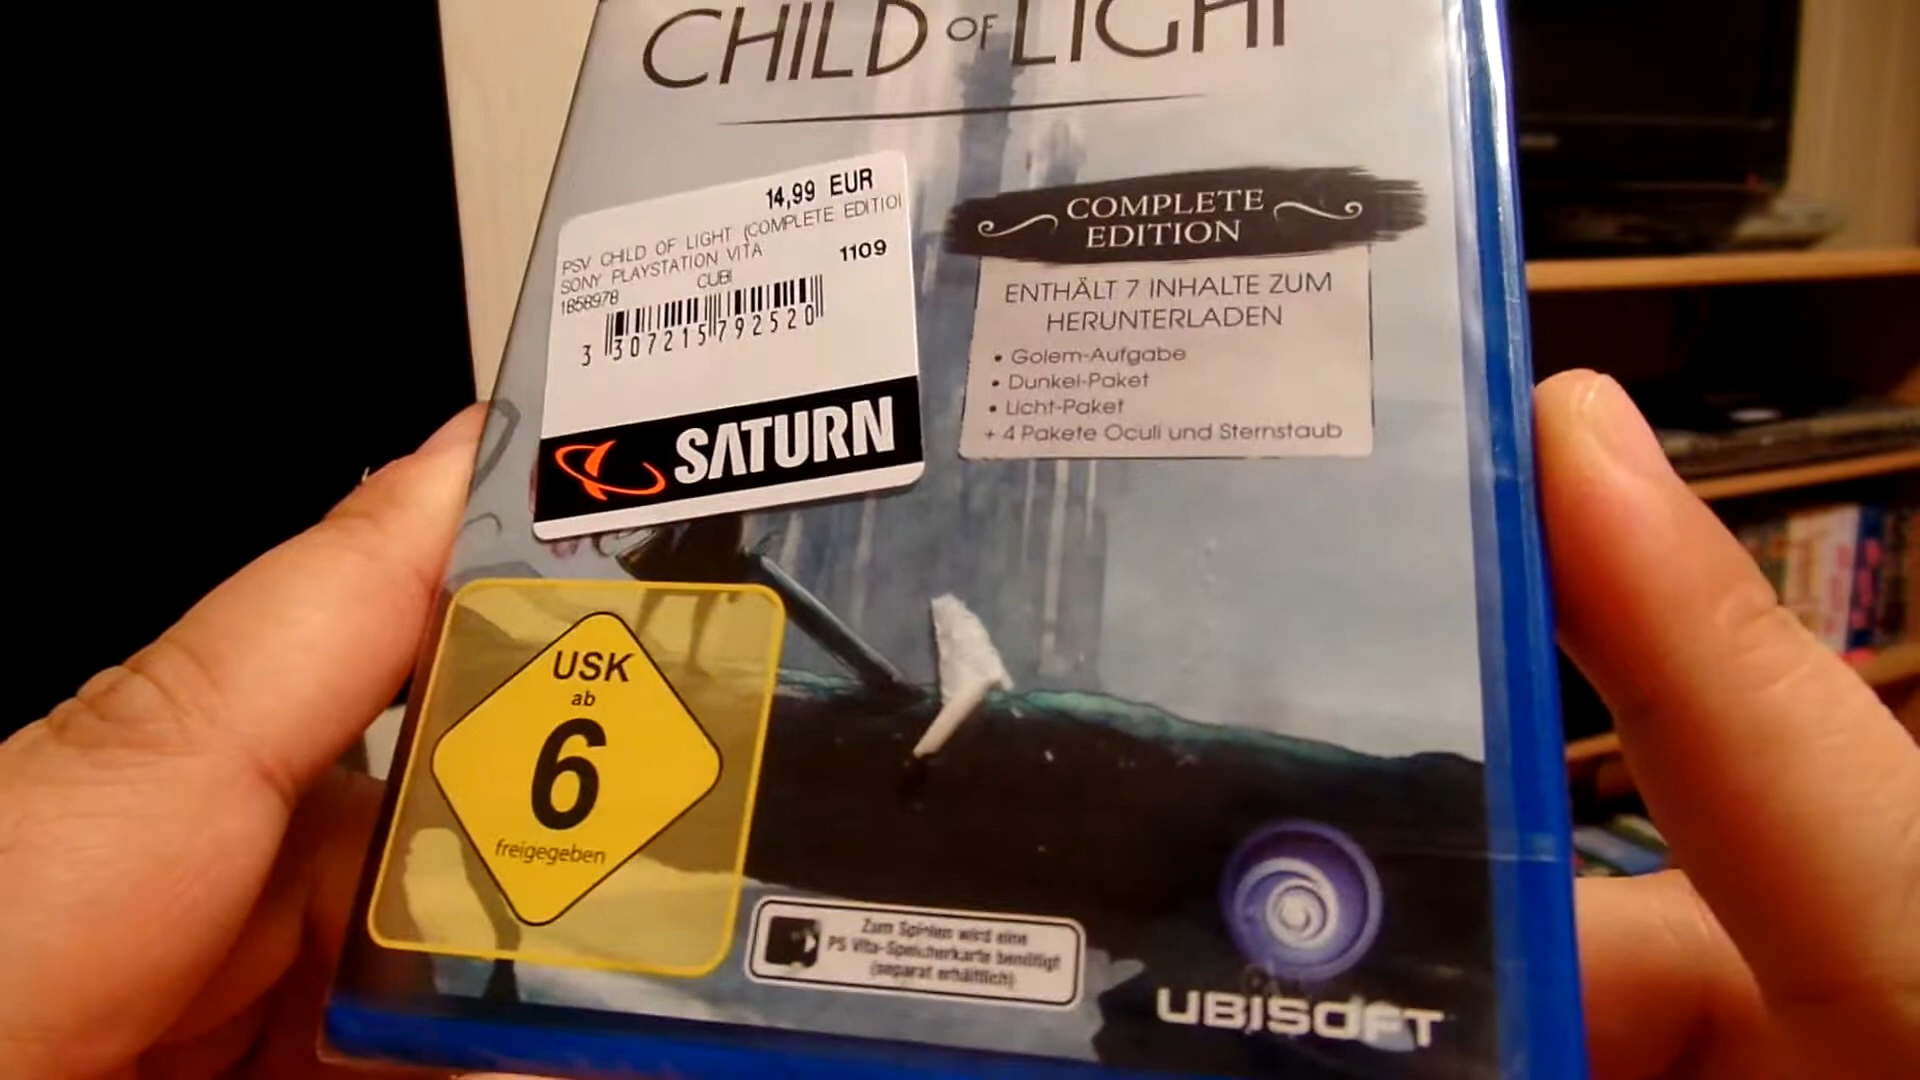 CHILD OF LIGHT
14,99 EUR
PSV CHILD OF LIGHT (COMPLETE EDITIO
SONY PLAYSTATION VITA
1109
1858978
CUBI
3 307215 792520
SATURN
COMPLETE
EDITION
ENTHÄLT 7 INHALTE ZUM
HERUNTERLADEN
• Golem-Aufgabe
• Dunkel-Paket
• Licht-Paket
+ 4 Pakete Oculi und Sternstaub
USK
ab
6
freigegeben
Zum Spielen wird eine
PS Vita-Speicherkarte benötigt
(separat erhältlich)
UBISOFT